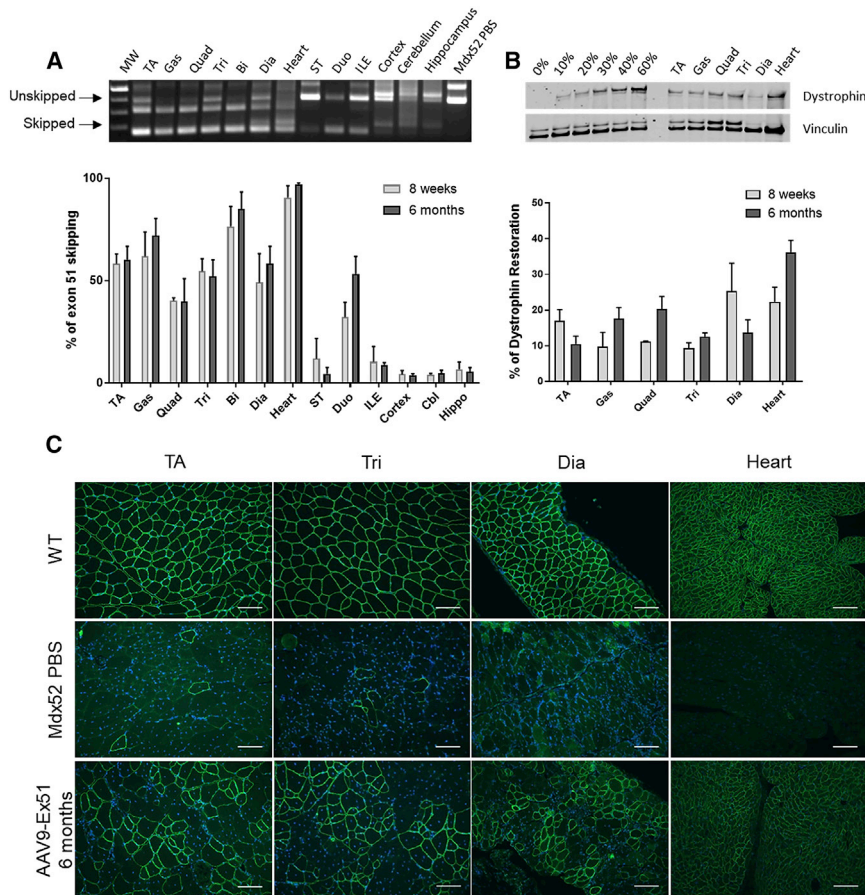 A
MW TA Gas Quad Tri Bi Dia Heart ST Duo ILE Cortex Cerebellum Hippocampus Mdx52 PBS
Unskipped
Skipped
100
50
0
% of exon 51 skipping
8 weeks
6 months
TA Gas Quad Tri Bi Dia Heart ST Duo ILE Cortex Cbl Hippo
B
0% 10% 20% 30% 40% 60% TA Gas Quad Tri Dia Heart
Dystrophin
Vinculin
50
40
30
20
10
0
% of Dystrophin Restoration
8 weeks
6 months
TA Gas Quad Tri Dia Heart
C
TA Tri Dia Heart
WT
Mdx52 PBS
AAV9-Ex51
6 months